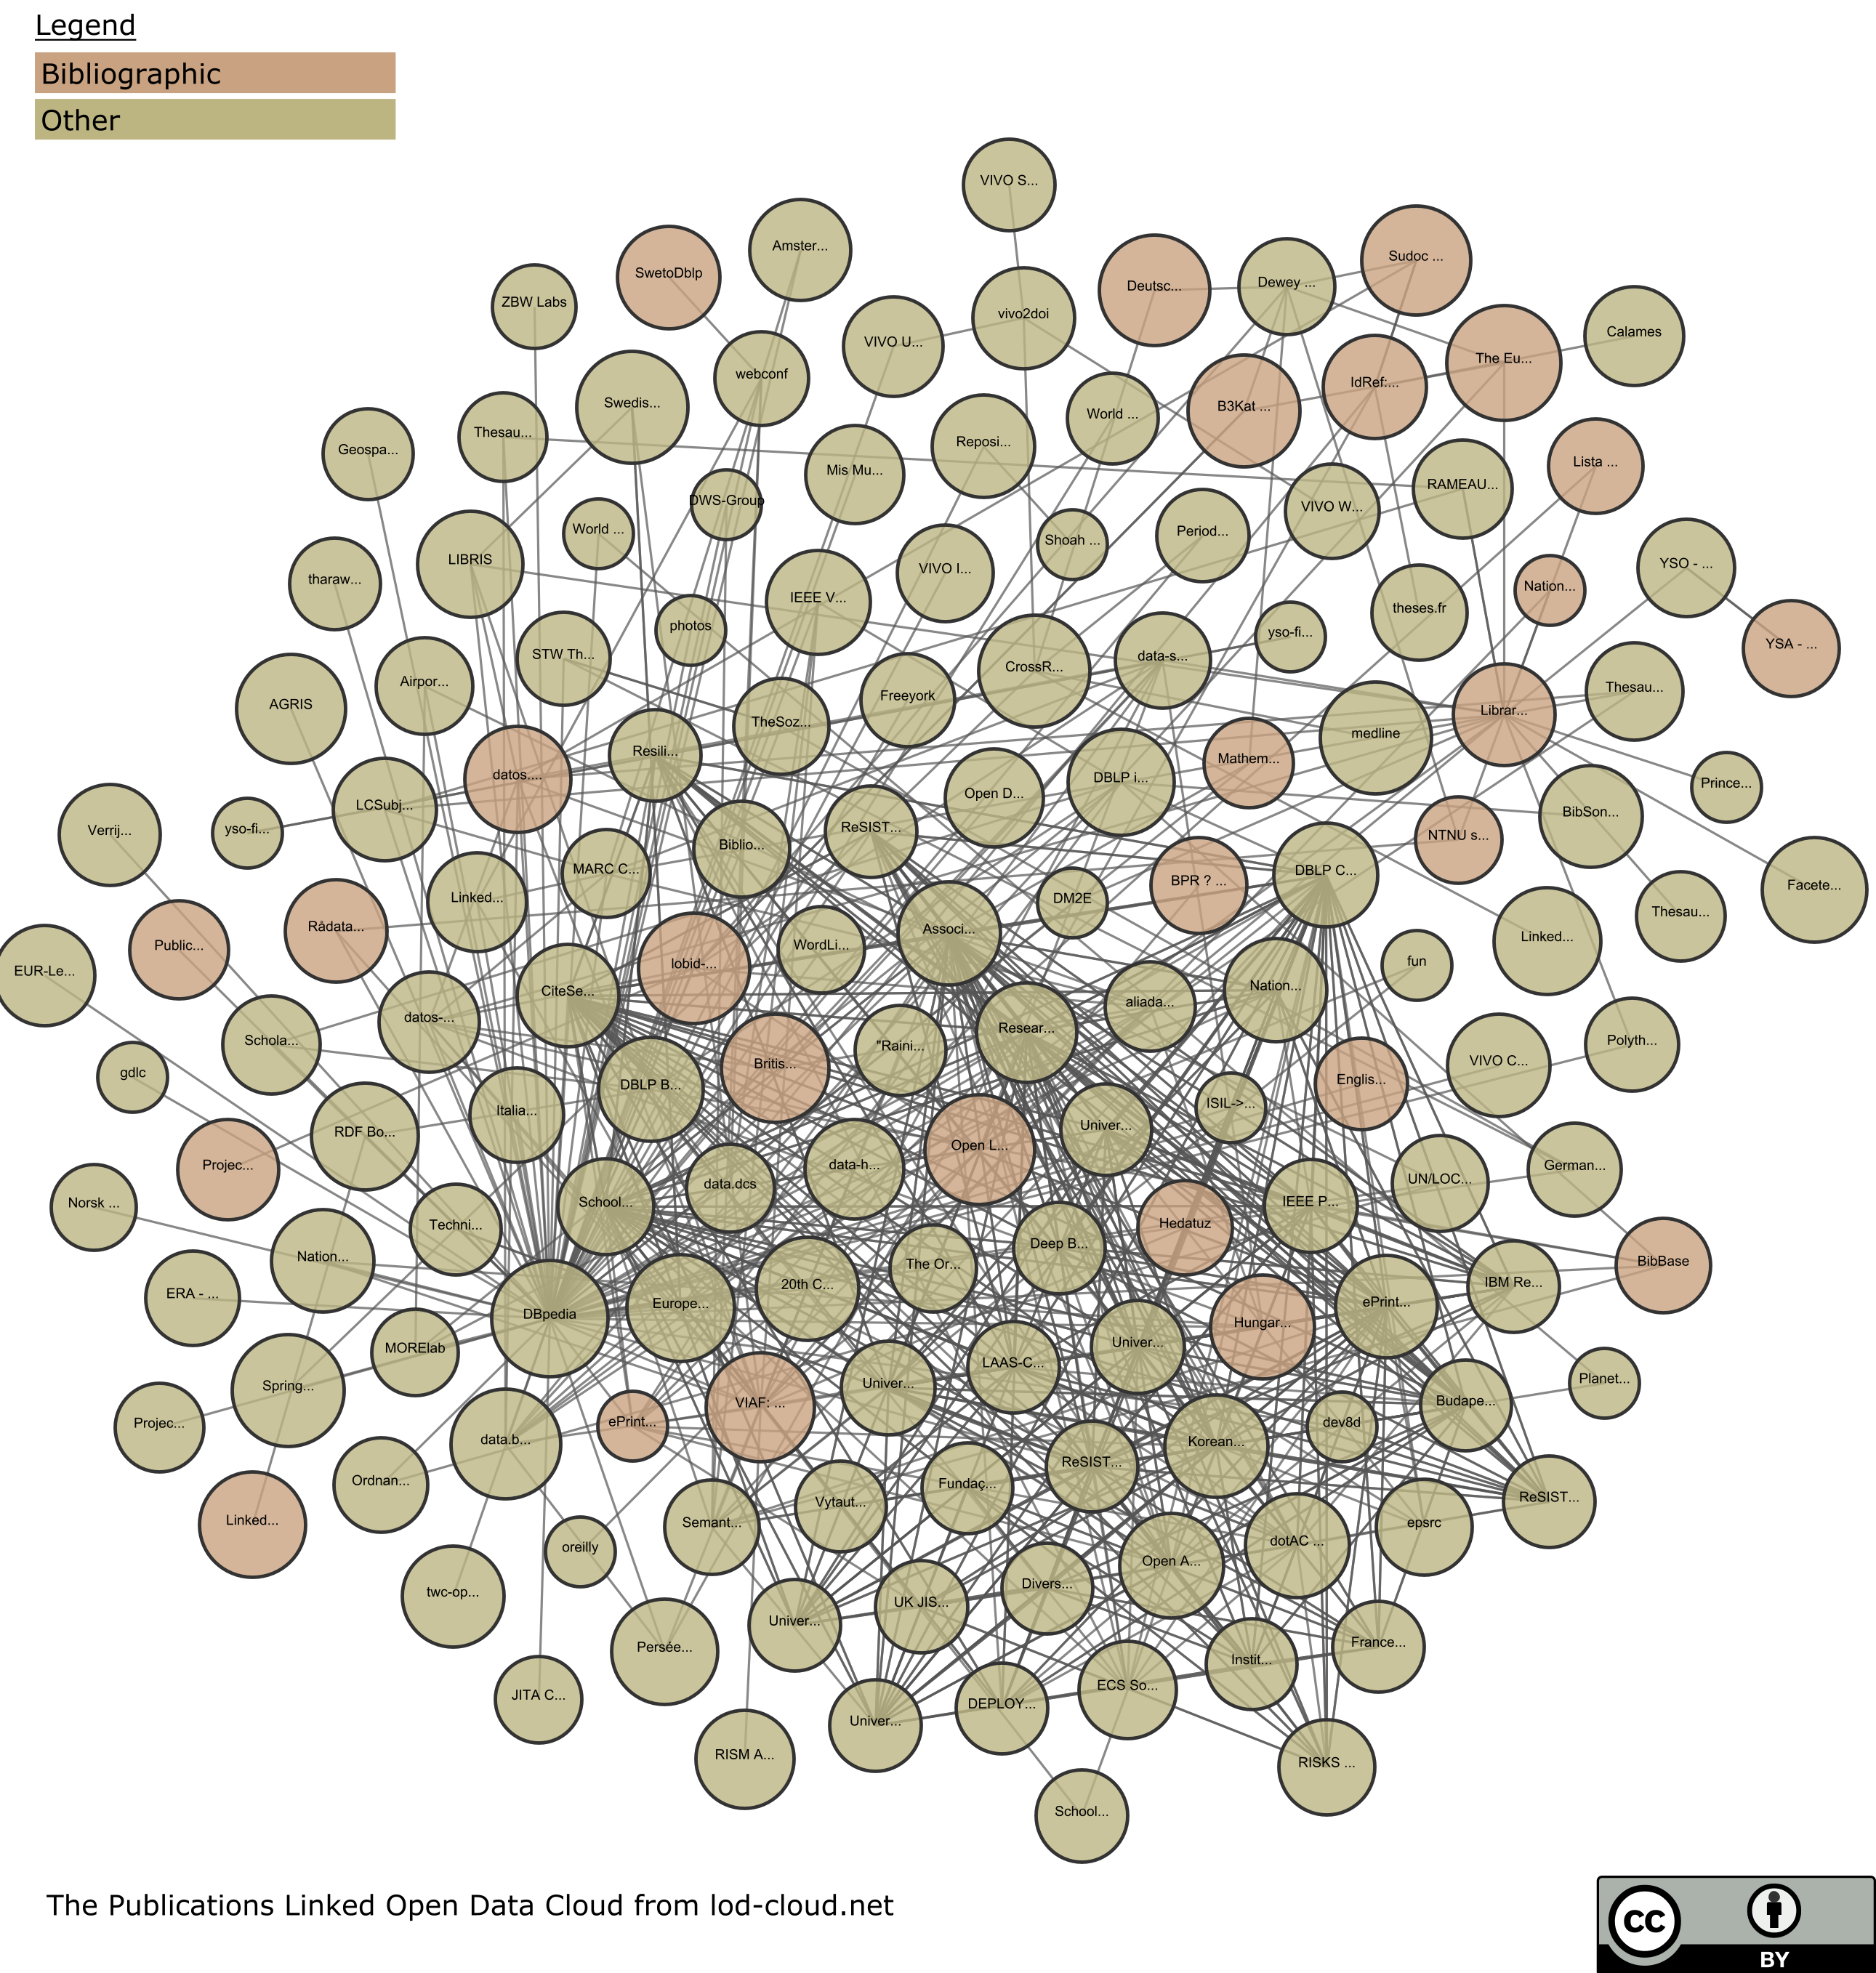 Legend
Bibliographic
Other
VIVO S...
Amster...
SwetoDblp
Sudoc ...
Deutsc...
Dewey ...
ZBW Labs
vivo2doi
Calames
VIVO U...
The Eu...
webconf
IdRef:...
Swedis...
B3Kat ...
World ...
Thesau...
Reposi...
Geospa...
Mis Mu...
Lista ...
RAMEAU...
DWS-Group
VIVO W...
World ...
Period...
Shoah ...
LIBRIS
YSO - ...
VIVO I...
tharaw...
Nation...
IEEE V...
theses.fr
photos
yso-fi...
YSA - ...
STW Th...
data-s...
CrossR...
Airpor...
Thesau...
Freeyork
AGRIS
Librar...
TheSoz...
medline
Resili...
Mathem...
datos....
DBLP i...
Prince...
Open D...
LCSubj...
BibSon...
yso-fi...
Verrij...
ReSIST...
NTNU s...
Biblio...
MARC C...
DBLP C...
BPR ? ...
Facete...
Linked...
DM2E
Thesau...
Rådata...
Associ...
Linked...
Public...
WordLi...
fun
lobid-...
EUR-Le...
Nation...
CiteSe...
aliada...
datos-...
Resear...
Schola...
Polyth...
"Raini...
VIVO C...
Britis...
gdlc
Englis...
DBLP B...
ISIL->...
Italia...
Univer...
RDF Bo...
Open L...
Projec...
data-h...
German...
UN/LOC...
data.dcs
School...
IEEE P...
Norsk ...
Techni...
Hedatuz
Deep B...
Nation...
BibBase
The Or...
IBM Re...
20th C...
ERA - ...
Europe...
ePrint...
DBpedia
Hungar...
Univer...
MORElab
LAAS-C...
Planet...
Univer...
Spring...
VIAF: ...
Budape...
Projec...
ePrint...
dev8d
data.b...
Korean...
ReSIST...
Ordnan...
Fundaç...
ReSIST...
Vytaut...
Linked...
Semant...
epsrc
dotAC ...
oreilly
Open A...
Divers...
twc-op...
UK JIS...
Univer...
France...
Persée...
Instit...
ECS So...
JITA C...
DEPLOY...
Univer...
RISM A...
RISKS ...
School...
The Publications Linked Open Data Cloud from lod-cloud.net
cc
BY